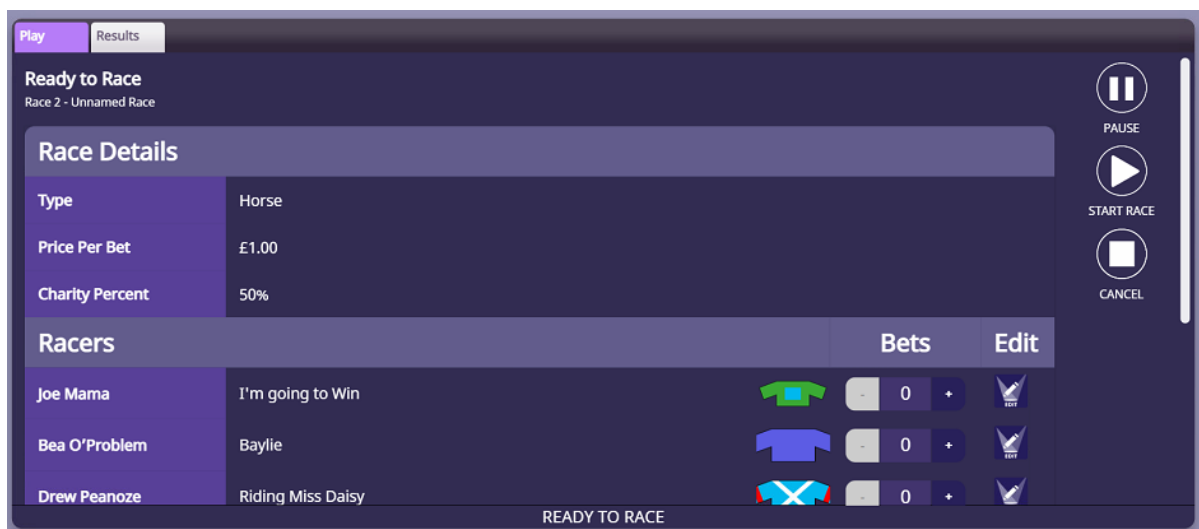 Play Results
Ready to Race
Race 2 - Unnamed Race
PAUSE
Race Details
Type Horse
START RACE
Price Per Bet £1.00
Charity Percent 50%
CANCEL
Racers Bets Edit
Joe Mama I'm going to Win - 0 + EDIT
Bea O'Problem Baylie - 0 + EDIT
Drew Peanoze Riding Miss Daisy - 0 +
READY TO RACE